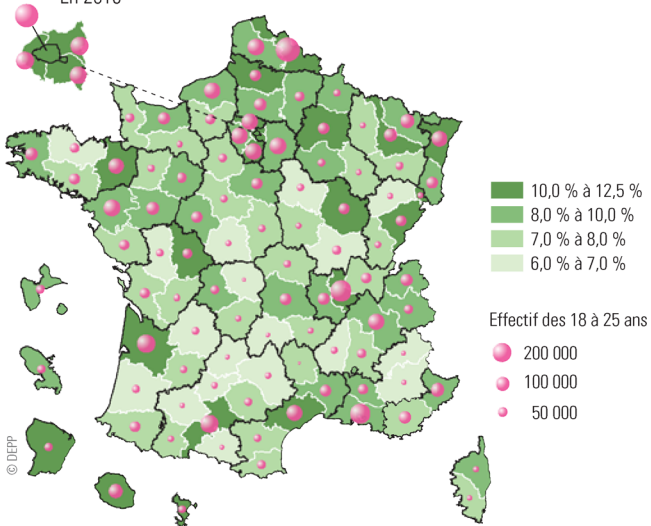 En 2010
10,0 % à 12,5 %
8,0 % à 10,0 %
7,0 % à 8,0 %
6,0 % à 7,0 %
Effectif des 18 à 25 ans
200 000
100 000
50 000
© DEPP